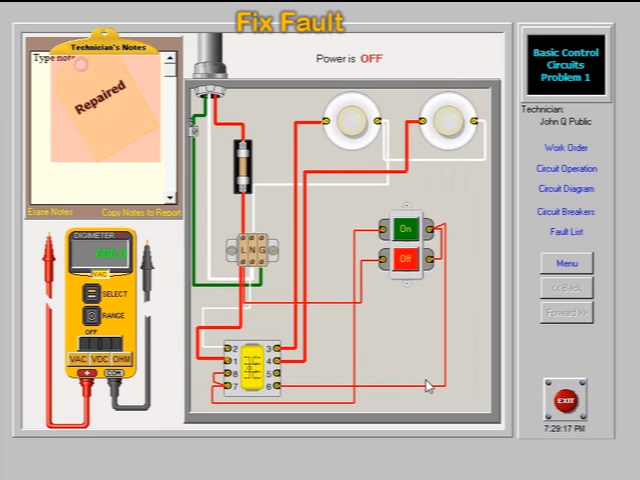 Fix Fault
Technician's Notes
Type note
Repaired
Erase Notes
Copy Notes to Report
Power is OFF
Basic Control
Circuits
Problem 1
Technician:
John Q Public
Work Order
Circuit Operation
Circuit Diagram
Circuit Breakers
Fault List
Menu
<< Back
Forward >>
EXIT
7:29:17 PM
DIGIMETER
000.0
VAC
SELECT
RANGE
OFF
VAC VDC OHM
+ COM
L N G
On
Off
2 3
1 4
8 5
7 6